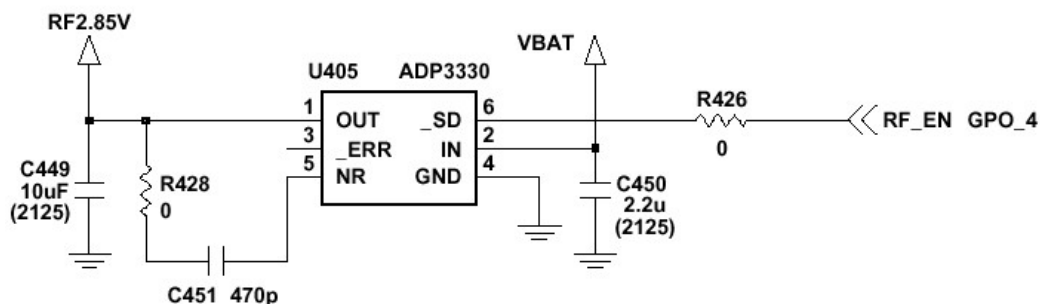 RF2.85V
VBAT
U405 ADP3330
1 OUT _SD 6
3 _ERR IN 2
5 NR GND 4
R426
0
RF_EN GPO_4
C449
10uF
(2125)
R428
0
C450
2.2u
(2125)
C451 470p